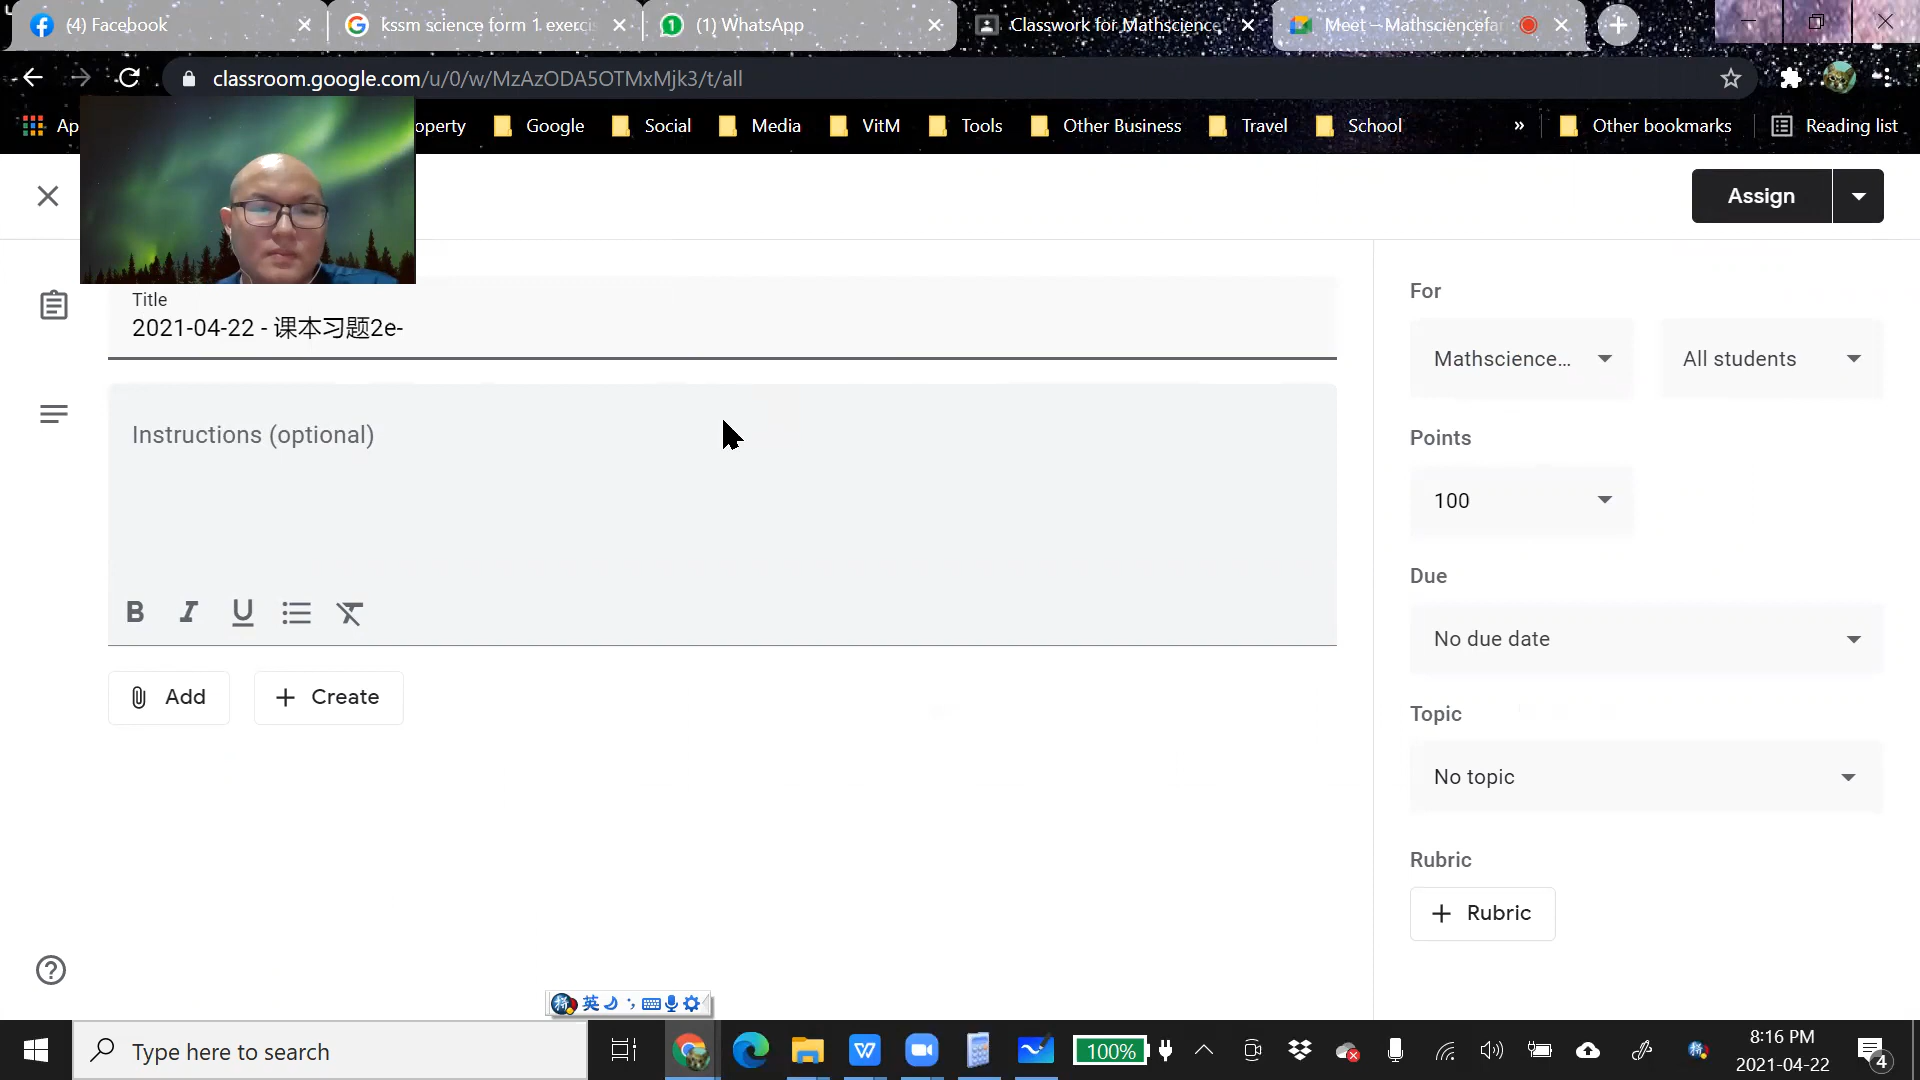 (4) Facebook
kssm science form 1 exerci
(1) WhatsApp
Classwork for Mathscience
Meet – Mathsciencefa
classroom.google.com/u/0/w/MzAzODA5OTMxMjk3/t/all
Ap
operty
Google
Social
Media
VitM
Tools
Other Business
Travel
School
»
Other bookmarks
Reading list
Assign
Title
2021-04-22 - 课本习题2e-
Instructions (optional)
B I U
Add
Create
For
Mathscience...
All students
Points
100
Due
No due date
Topic
No topic
Rubric
Rubric
英
Type here to search
100%
8:16 PM
2021-04-22
4